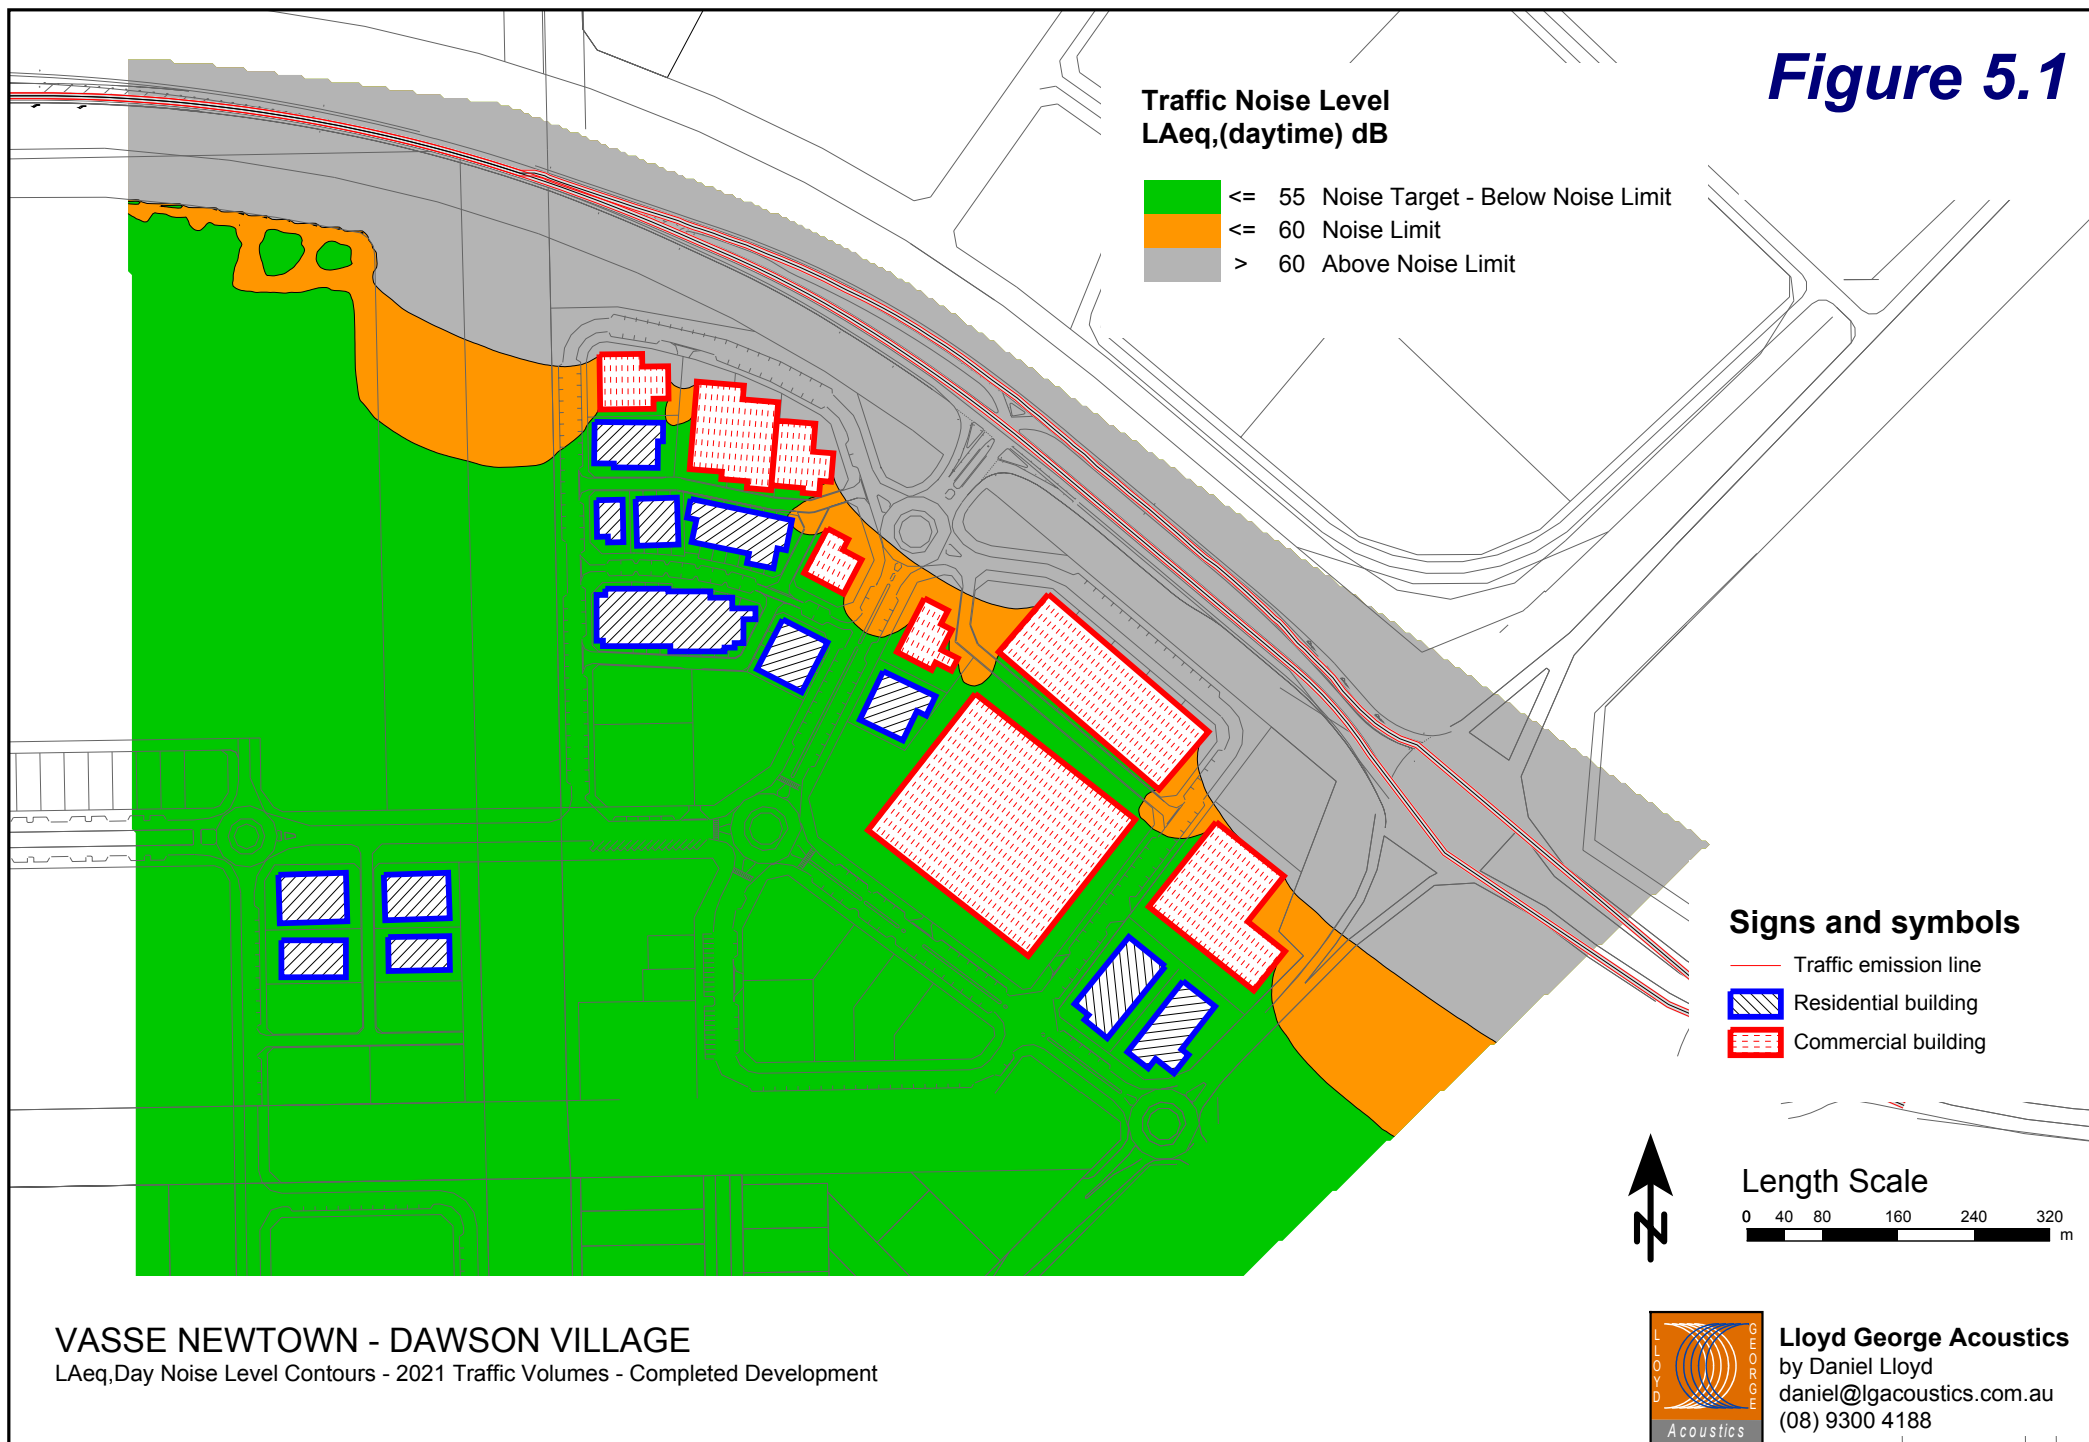 Figure 5.1
Traffic Noise Level
LAeq,(daytime) dB
<= 55 Noise Target - Below Noise Limit
<= 60 Noise Limit
> 60 Above Noise Limit
Signs and symbols
Traffic emission line
Residential building
Commercial building
N
Length Scale
0 40 80 160 240 320
m
VASSE NEWTOWN - DAWSON VILLAGE
LAeq,Day Noise Level Contours - 2021 Traffic Volumes - Completed Development
LLOYD
GEORGE
Acoustics
Lloyd George Acoustics
by Daniel Lloyd
daniel@lgacoustics.com.au
(08) 9300 4188